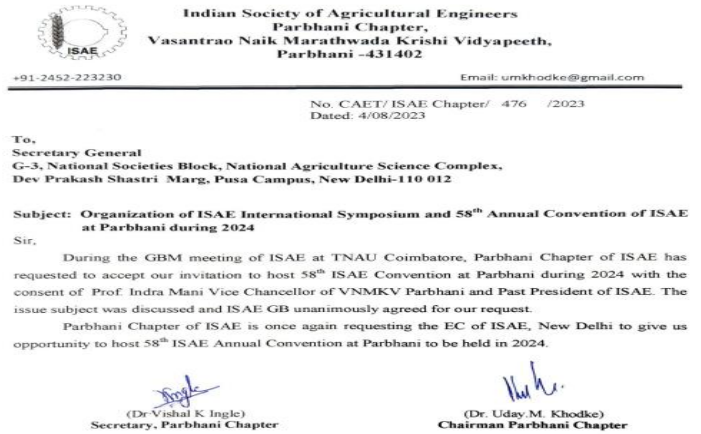 Indian Society of Agricultural Engineers
Parbhani Chapter,
Vasantrao Naik Marathwada Krishi Vidyapeeth,
Parbhani -431402
ISAE
+91-2452-223230 Email: umkhodke@gmail.com
No. CAET/ ISAE Chapter/ 476 /2023
Dated: 4/08/2023
To,
Secretary General
G-3, National Societies Block, National Agriculture Science Complex,
Dev Prakash Shastri Marg, Pusa Campus, New Delhi-110 012
Subject: Organization of ISAE International Symposium and 58th Annual Convention of ISAE
at Parbhani during 2024
Sir,
During the GBM meeting of ISAE at TNAU Coimbatore, Parbhani Chapter of ISAE has
requested to accept our invitation to host 58th ISAE Convention at Parbhani during 2024 with the
consent of Prof. Indra Mani Vice Chancellor of VNMKV Parbhani and Past President of ISAE. The
issue subject was discussed and ISAE GB unanimously agreed for our request.
Parbhani Chapter of ISAE is once again requesting the EC of ISAE, New Delhi to give us
opportunity to host 58th ISAE Annual Convention at Parbhani to be held in 2024.
(Dr Vishal K Ingle) (Dr. Uday.M. Khodke)
Secretary, Parbhani Chapter Chairman Parbhani Chapter